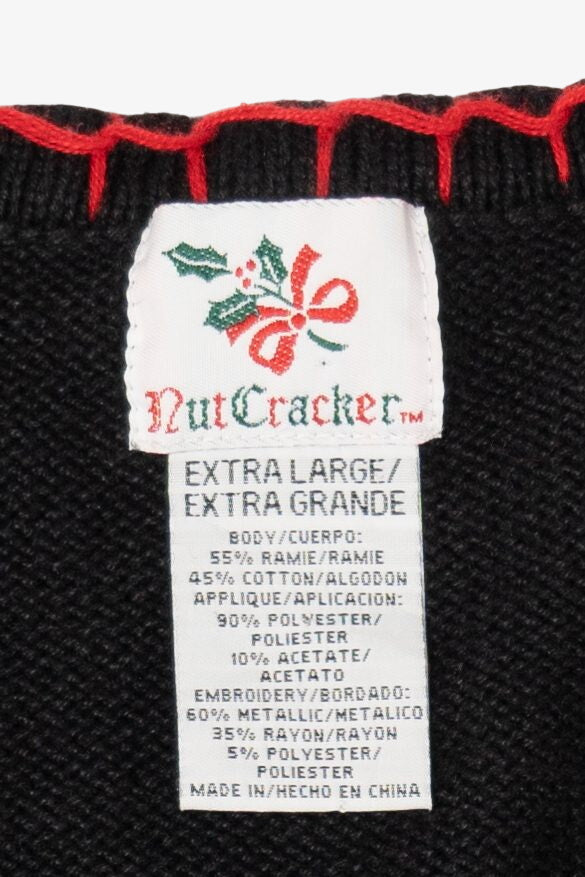 NutCracker™
EXTRA LARGE/
EXTRA GRANDE
BODY/CUERPO:
55% RAMIE/RAMIE
45% COTTON/ALGODON
APPLIQUE/APLICACION:
90% POLYESTER/
POLIESTER
10% ACETATE/
ACETATO
EMBROIDERY/BORDADO:
60% METALLIC/METALICO
35% RAYON/RAYON
5% POLYESTER/
POLIESTER
MADE IN/HECHO EN CHINA